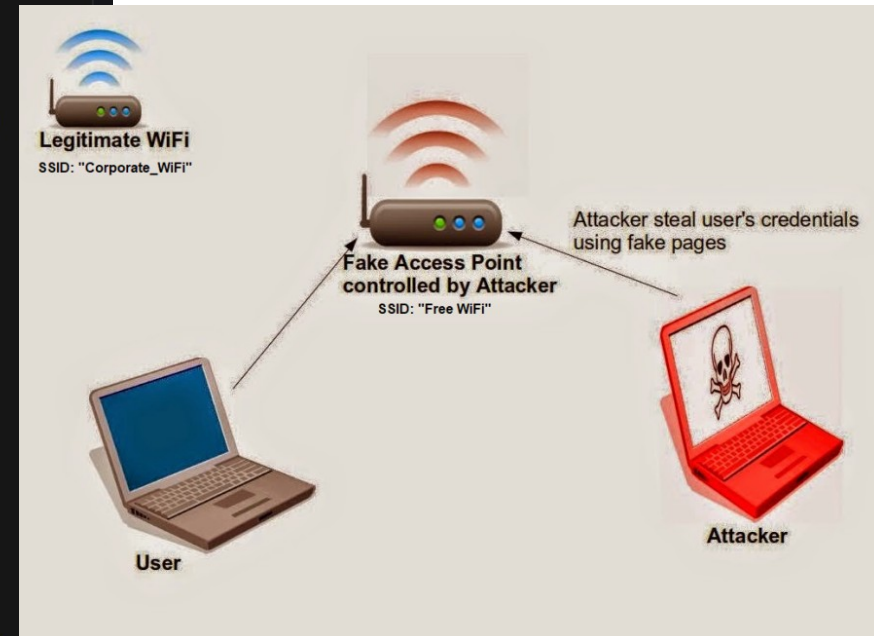 Legitimate WiFi
SSID: "Corporate_WiFi"
Attacker steal user's credentials
using fake pages
Fake Access Point
controlled by Attacker
SSID: "Free WiFi"
Attacker
User